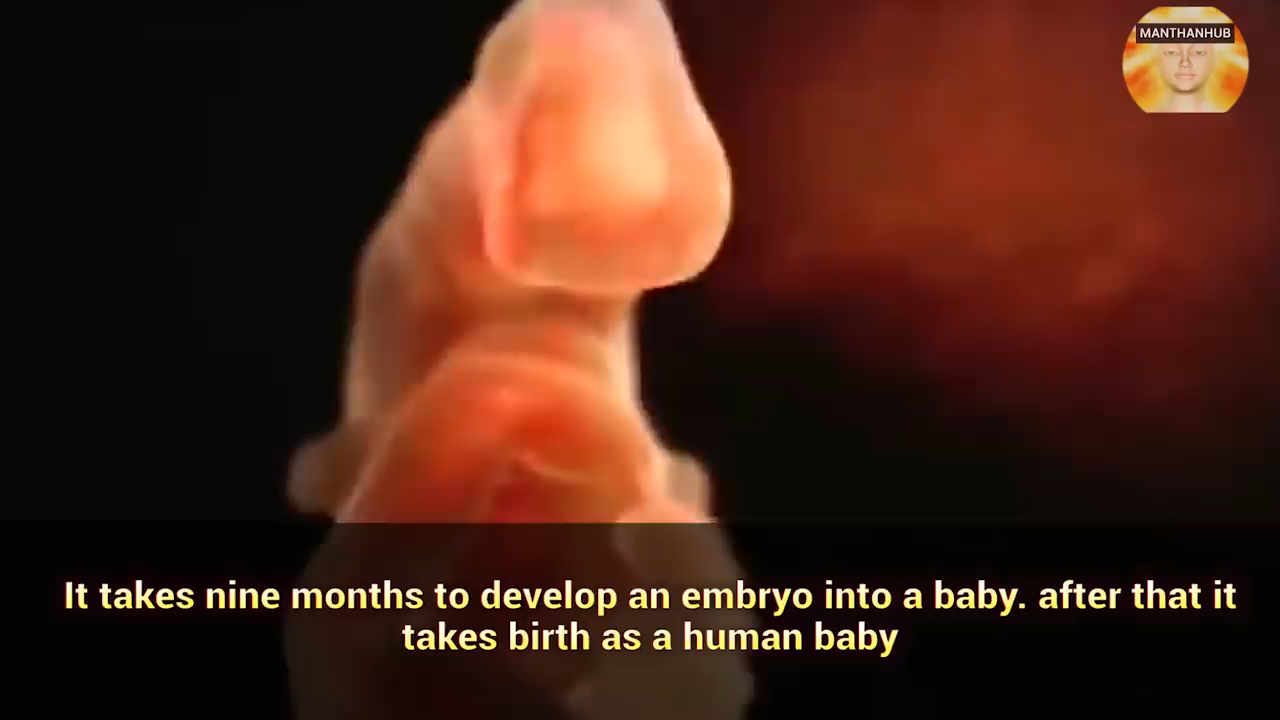 MANTHANHUB
It takes nine months to develop an embryo into a baby. after that it
takes birth as a human baby